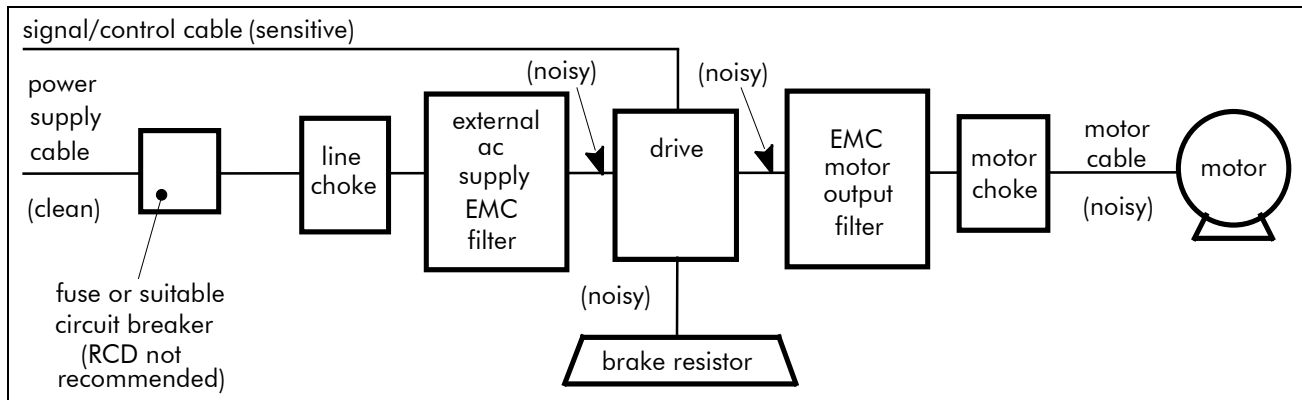 signal/control cable (sensitive)
power
supply
cable
(clean)
fuse or suitable
circuit breaker
(RCD not
recommended)
line
choke
external
ac
supply
EMC
filter
(noisy)
drive
(noisy)
(noisy)
brake resistor
EMC
motor
output
filter
motor
choke
motor
cable
(noisy)
motor